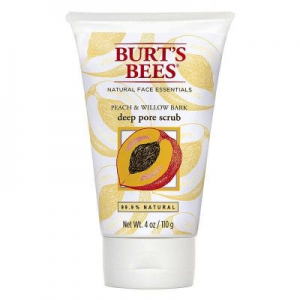 BURT'S
BEES
NATURAL FACE ESSENTIALS
PEACH & WILLOW BARK
deep pore scrub
99.9% NATURAL
Net Wt. 4 oz / 110 g